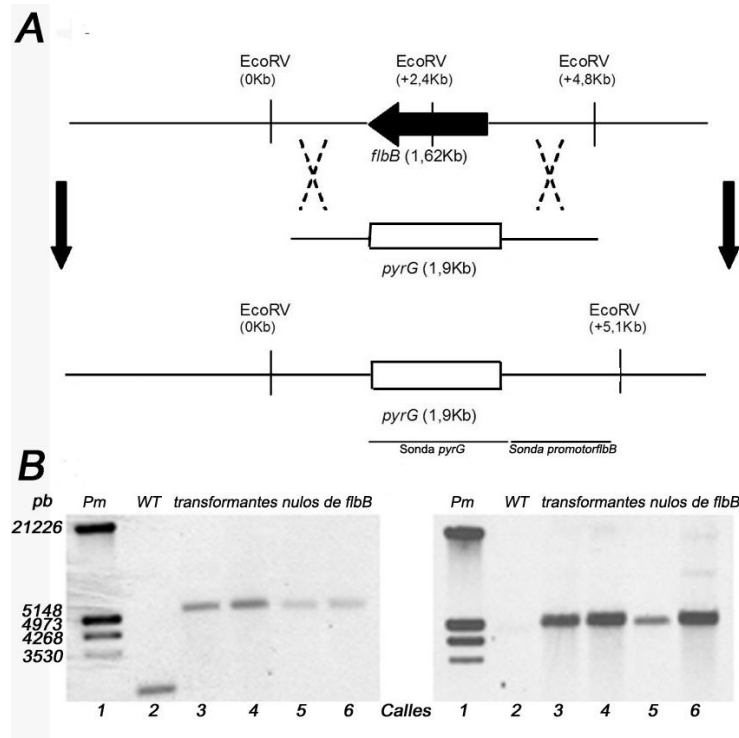 A
EcoRV EcoRV EcoRV
(0Kb) (+2,4Kb) (+4,8Kb)
flbB (1,62Kb)
pyrG (1,9Kb)
EcoRV EcoRV
(0Kb) (+5,1Kb)
pyrG (1,9Kb)
Sonda pyrG Sonda promotorflbB
B
pb Pm WT transformantes nulos de flbB Pm WT transformantes nulos de flbB
21226
5148
4973
4268
3530
1 2 3 4 5 6 Calles 1 2 3 4 5 6